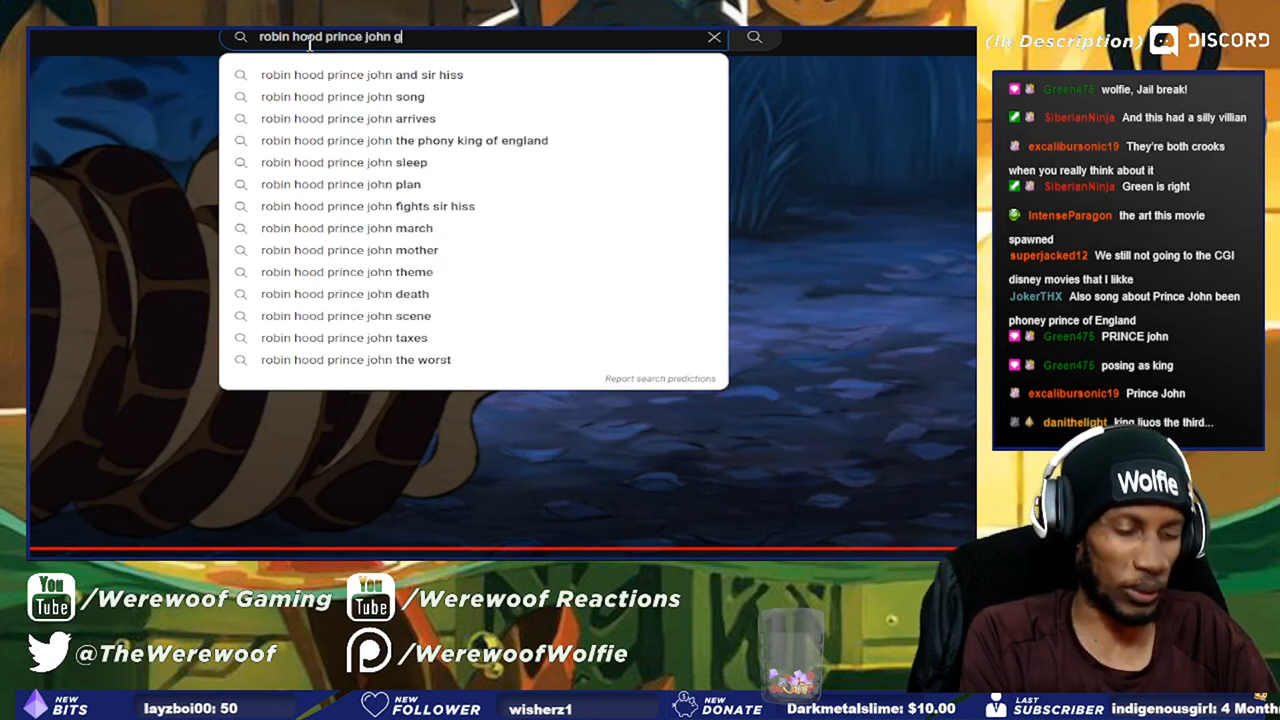 robin hood prince john g
robin hood prince john and sir hiss
robin hood prince john song
robin hood prince john arrives
robin hood prince john the phony king of england
robin hood prince john sleep
robin hood prince john plan
robin hood prince john fights sir hiss
robin hood prince john march
robin hood prince john mother
robin hood prince john theme
robin hood prince john death
robin hood prince john scene
robin hood prince john taxes
robin hood prince john the worst
Report search predictions
(In Description) DISCORD
Green475 wolfie, Jail break!
SiberianNinja And this had a silly villian
excalibursonic19 They're both crooks
when you really think about it
SiberianNinja Green is right
IntenseParagon the art this movie
spawned
superjacked12 We still not going to the CGI
disney movies that I likke
JokerTHX Also song about Prince John been
phoney prince of England
Green475 PRINCE john
Green475 posing as king
excalibursonic19 Prince John
danithelight king liuos the third...
Wolfie
You Tube /Werewoof Gaming
You Tube /Werewoof Reactions
@TheWerewoof
/WerewoofWolfie
NEW BITS layzboi00: 50
NEW FOLLOWER wisherz1
NEW DONATE Darkmetalslime: $10.00
LAST SUBSCRIBER indigenousgirl: 4 Month